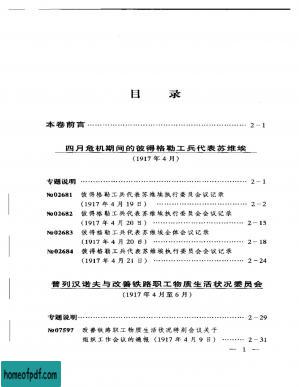 目录
本卷前言 …………………………………… 2-1
四月危机期间的彼得格勒工兵代表苏维埃
(1917年4月)
专题说明 …………………………………… 2-1
№02681 彼得格勒工兵代表苏维埃执行委员会会议记录
(1917年4月19日) …………………………………… 2-2
№02682 彼得格勒工兵代表苏维埃执行委员会会议记录
(1917年4月20日) …………………………………… 2-15
№02683 彼得格勒工兵代表苏维埃全体会议记录
(1917年4月20日) …………………………………… 2-18
№02684 彼得格勒工兵代表苏维埃执行委员会会议记录
(1917年4月21日) …………………………………… 2-24
普列汉诺夫与改善铁路职工物质生活状况委员会
(1917年4月至6月)
专题说明 …………………………………… 2-29
№07597 改善铁路职工物质生活状况特别会议关于
组织工作会议的通报 (1917年4月9日) ………… 2-31
— 1 —
homeofpdf.com
homeofpdf.com